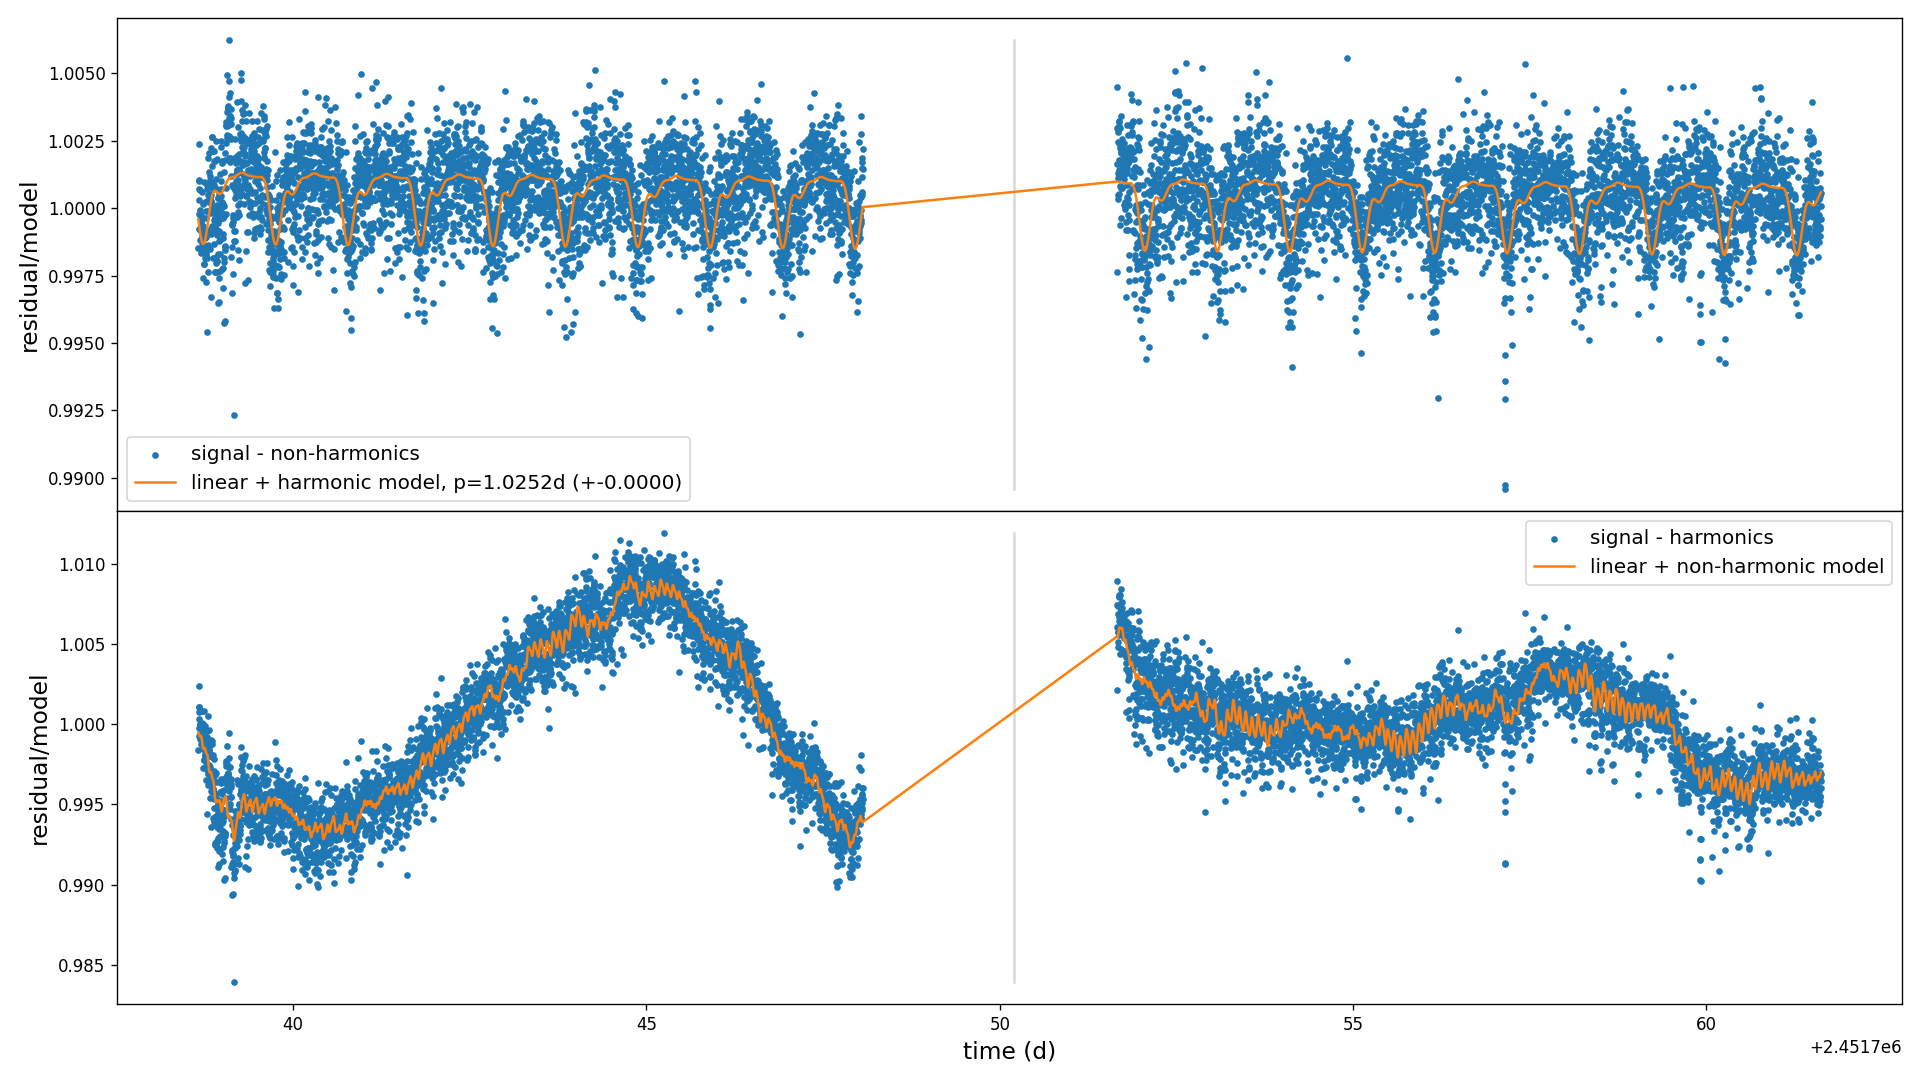 residual/model
1.0050
1.0025
1.0000
0.9975
0.9950
0.9925
0.9900
signal - non-harmonics
linear + harmonic model, p=1.0252d (+-0.0000)
residual/model
1.010
1.005
1.000
0.995
0.990
0.985
signal - harmonics
linear + non-harmonic model
40 45 50 55 60
time (d)
+2.4517e6